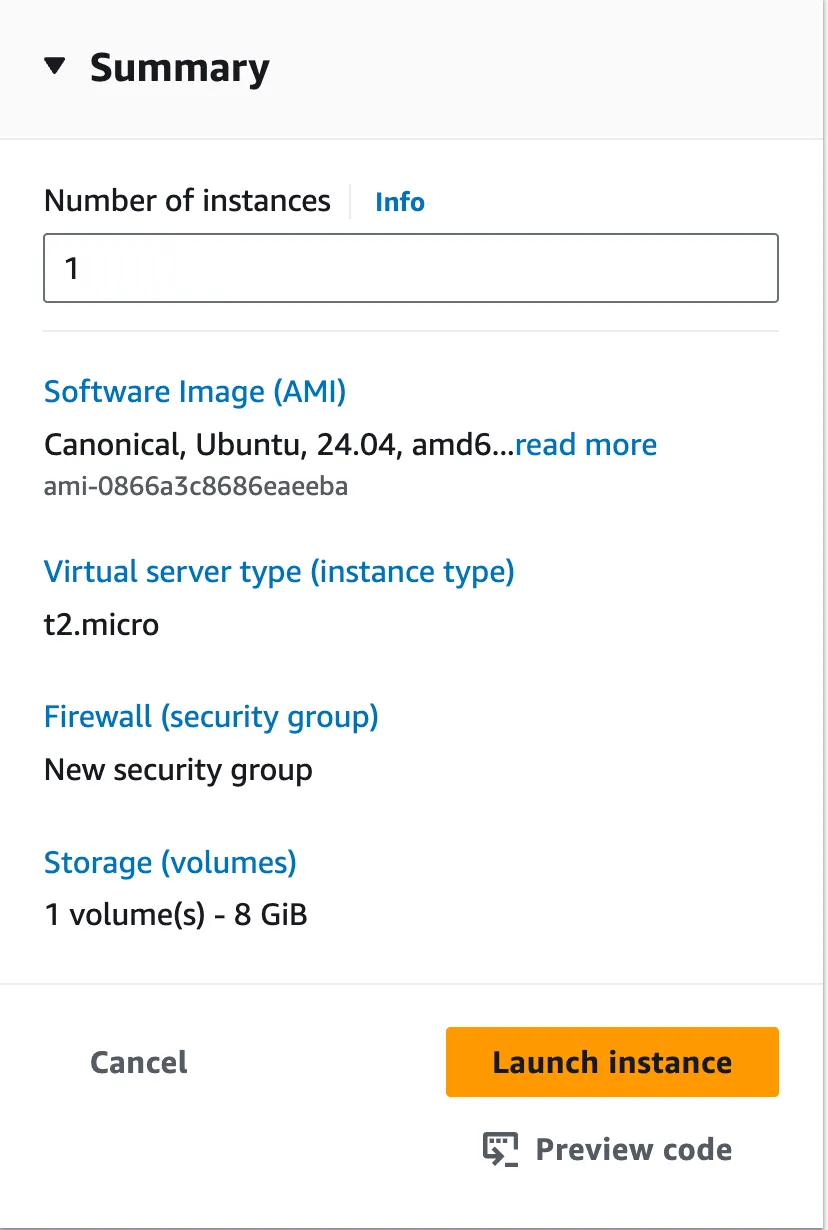 Summary
Number of instances Info
1
Software Image (AMI)
Canonical, Ubuntu, 24.04, amd6...read more
ami-0866a3c8686eaeeba
Virtual server type (instance type)
t2.micro
Firewall (security group)
New security group
Storage (volumes)
1 volume(s) - 8 GiB
Cancel Launch instance
Preview code